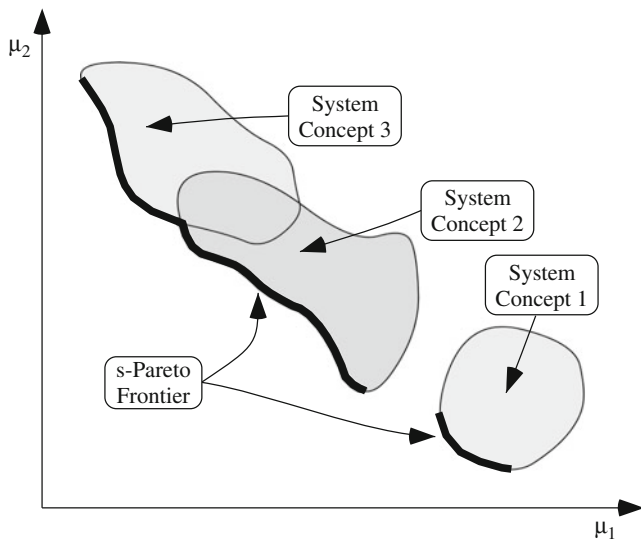 μ2
System
Concept 3
System
Concept 2
System
Concept 1
s-Pareto
Frontier
μ1